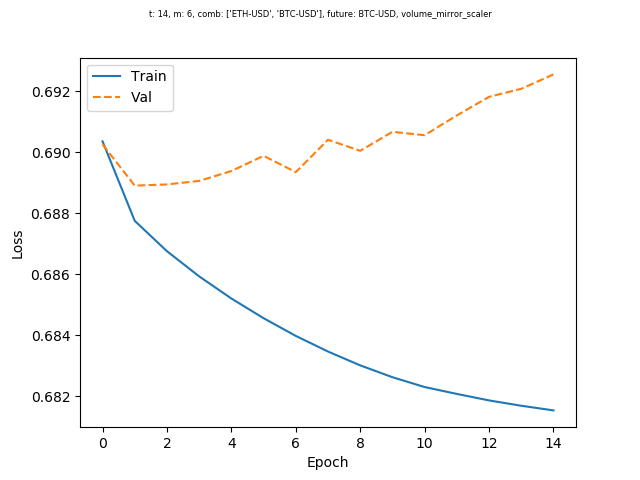 t: 14, m: 6, comb: ['ETH-USD', 'BTC-USD'], future: BTC-USD, volume_mirror_scaler
Train
Val
0.692
0.690
0.688
0.686
0.684
0.682
Loss
0 2 4 6 8 10 12 14
Epoch